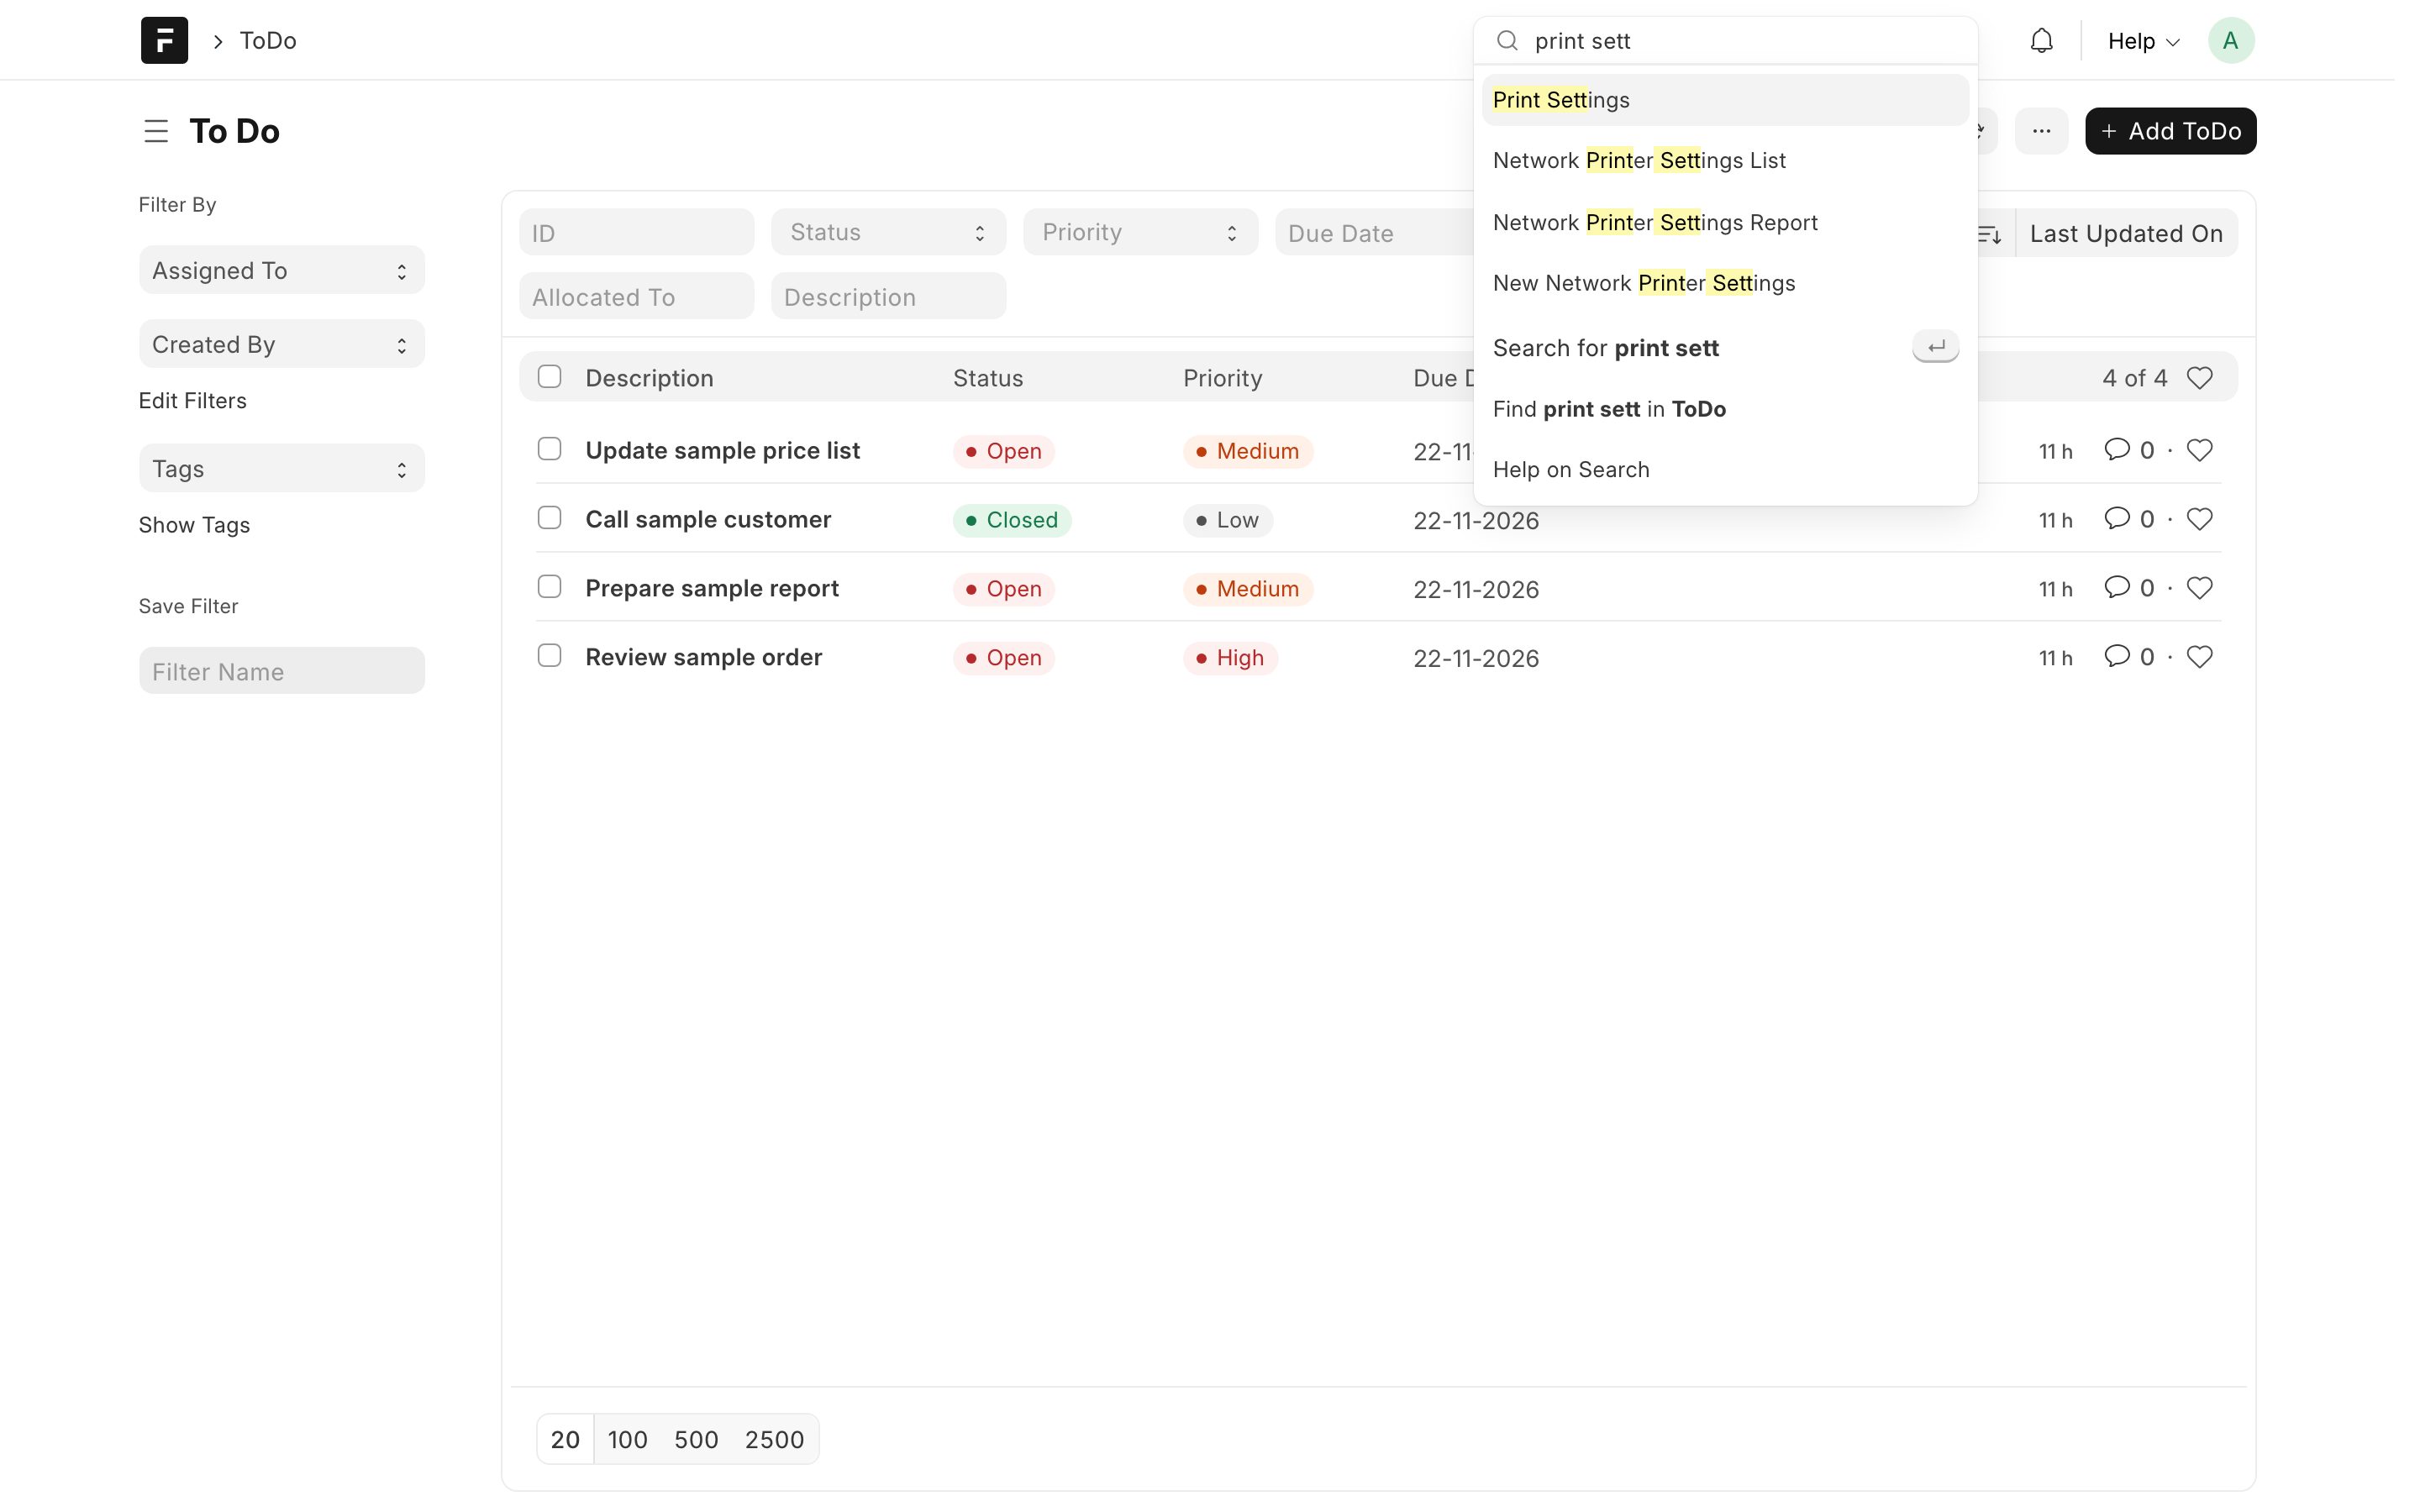 ToDo
print sett
Help
A
To Do
Add ToDo
Print Settings
Network Printer Settings List
Network Printer Settings Report
New Network Printer Settings
Search for print sett
Find print sett in ToDo
Help on Search
Filter By
Assigned To
Created By
Edit Filters
Tags
Show Tags
Save Filter
Filter Name
ID
Status
Priority
Due Date
Last Updated On
Allocated To
Description
Description Status Priority Due D 4 of 4
Update sample price list Open Medium 22-11- 11 h 0
Call sample customer Closed Low 22-11-2026 11 h 0
Prepare sample report Open Medium 22-11-2026 11 h 0
Review sample order Open High 22-11-2026 11 h 0
20 100 500 2500